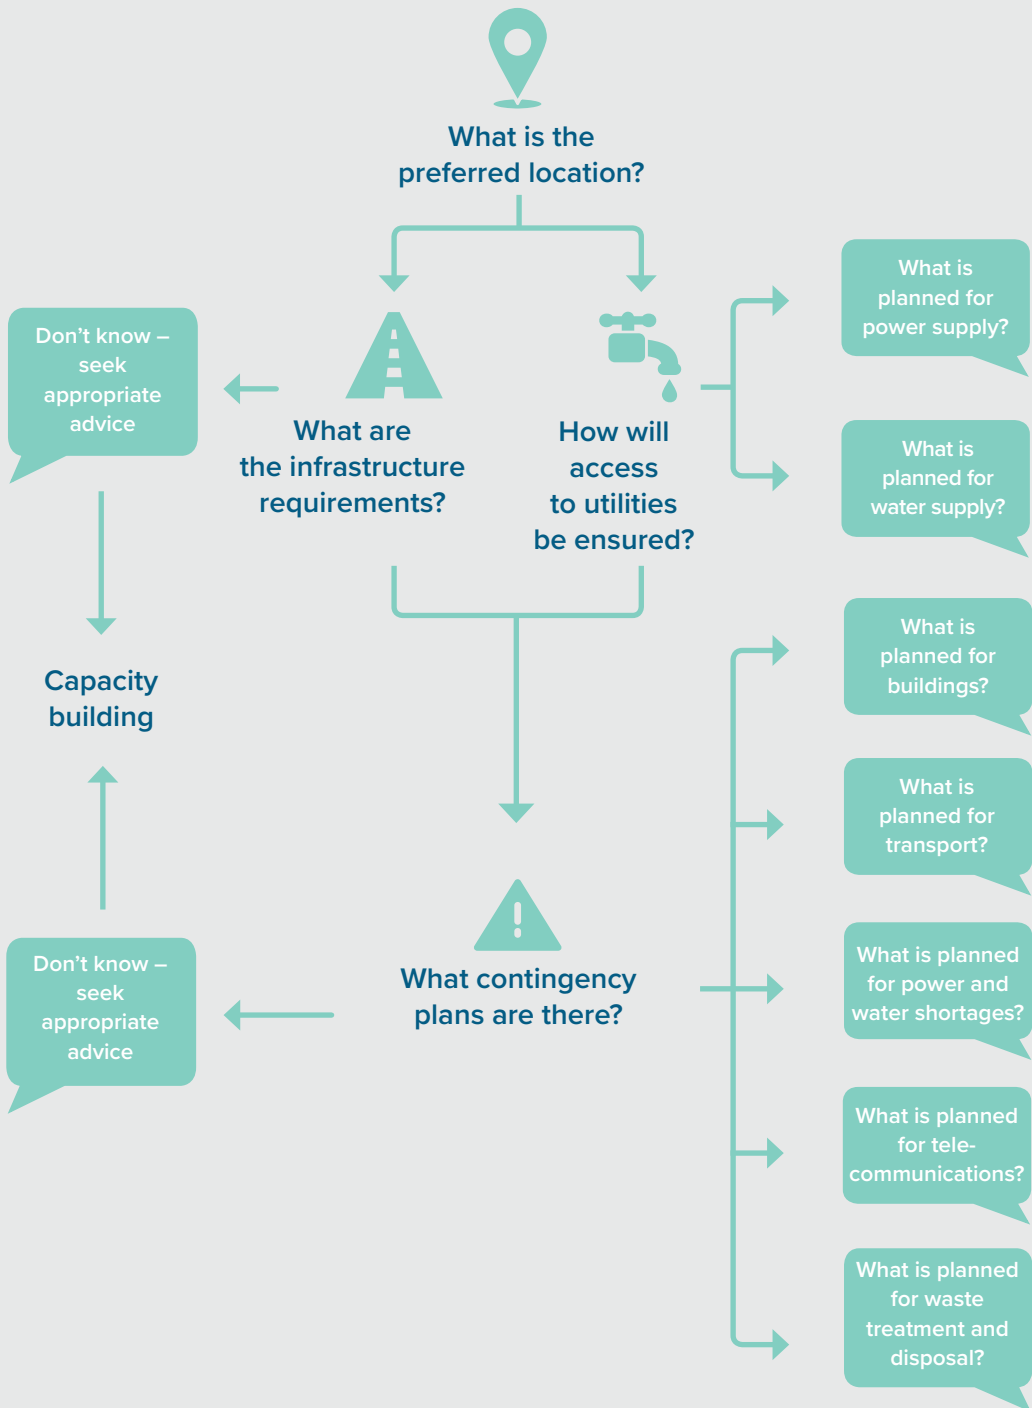 What is the
preferred location?
Don't know –
seek
appropriate
advice
What are
the infrastructure
requirements?
How will
access
to utilities
be ensured?
What is
planned for
power supply?
What is
planned for
water supply?
Capacity
building
What is
planned for
buildings?
What is
planned for
transport?
Don't know –
seek
appropriate
advice
What contingency
plans are there?
What is planned
for power and
water shortages?
What is planned
for tele-
communications?
What is planned
for waste
treatment and
disposal?